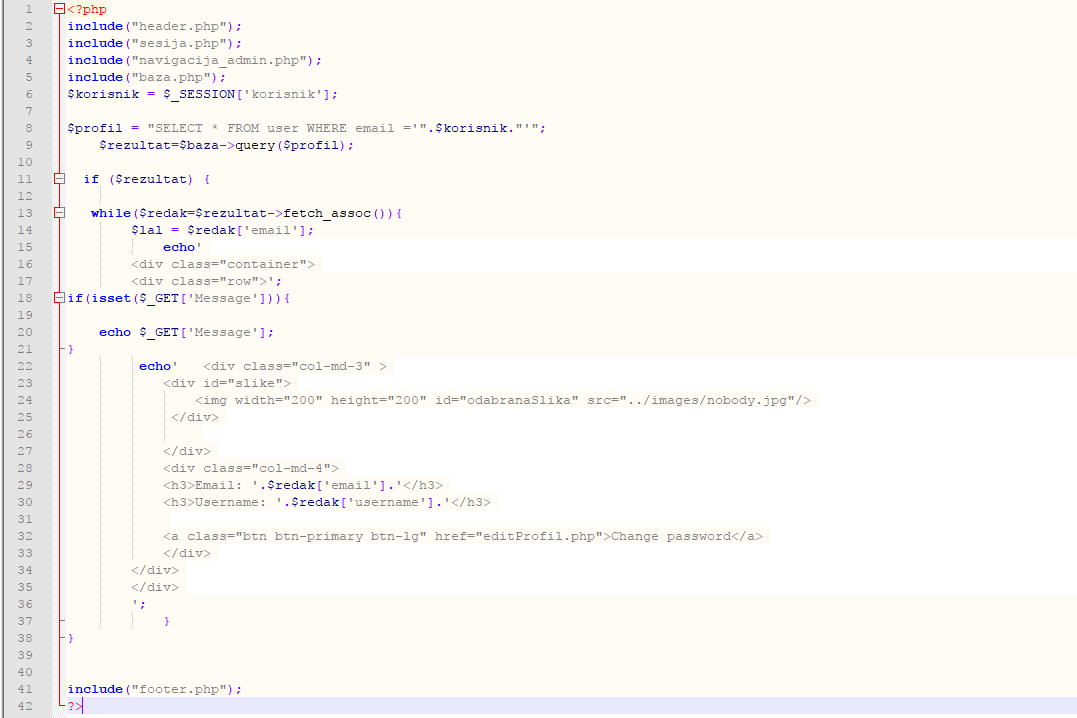 1 <?php
2 include("header.php");
3 include("sesija.php");
4 include("navigacija_admin.php");
5 include("baza.php");
6 $korisnik = $_SESSION['korisnik'];
7
8 $profil = "SELECT * FROM user WHERE email ='".$korisnik."'";
9     $rezultat=$baza->query($profil);
10
11   if ($rezultat) {
12
13    while($redak=$rezultat->fetch_assoc()){
14         $lal = $redak['email'];
15             echo'
16         <div class="container">
17         <div class="row">';
18 if(isset($_GET['Message'])){
19
20     echo $_GET['Message'];
21 }
22          echo'   <div class="col-md-3" >
23             <div id="slike">
24                 <img width="200" height="200" id="odabranaSlika" src="../images/nobody.jpg"/>
25              </div>
26
27             </div>
28             <div class="col-md-4">
29             <h3>Email: '.$redak['email'].'</h3>
30             <h3>Username: '.$redak['username'].'</h3>
31
32             <a class="btn btn-primary btn-lg" href="editProfil.php">Change password</a>
33             </div>
34         </div>
35         </div>
36         ';
37             }
38 }
39
40
41 include("footer.php");
42 ?>